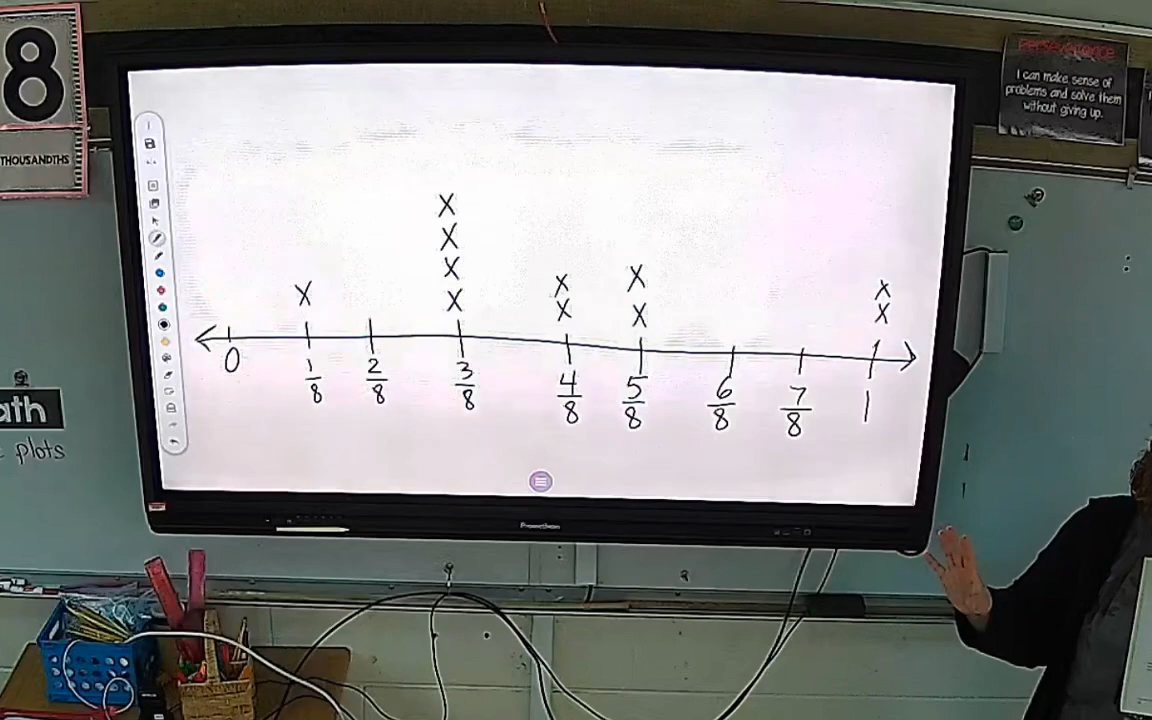 8
THOUSANDTHS
perseverance
I can make sense of
problems and solve them
without giving up.
X
X
X
X
X
X
X
X
X
X
X
0 1/8 2/8 3/8 4/8 5/8 6/8 7/8 1
ath
plots
Promethean